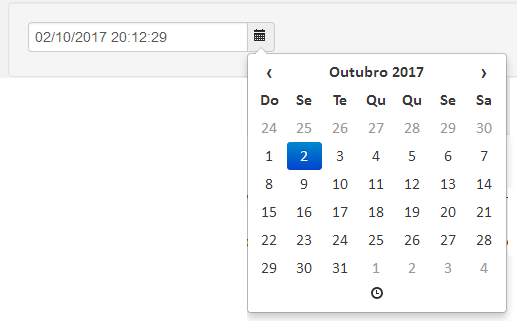 02/10/2017 20:12:29
‹ Outubro 2017 ›
Do Se Te Qu Qu Se Sa
24 25 26 27 28 29 30
1 2 3 4 5 6 7
8 9 10 11 12 13 14
15 16 17 18 19 20 21
22 23 24 25 26 27 28
29 30 31 1 2 3 4